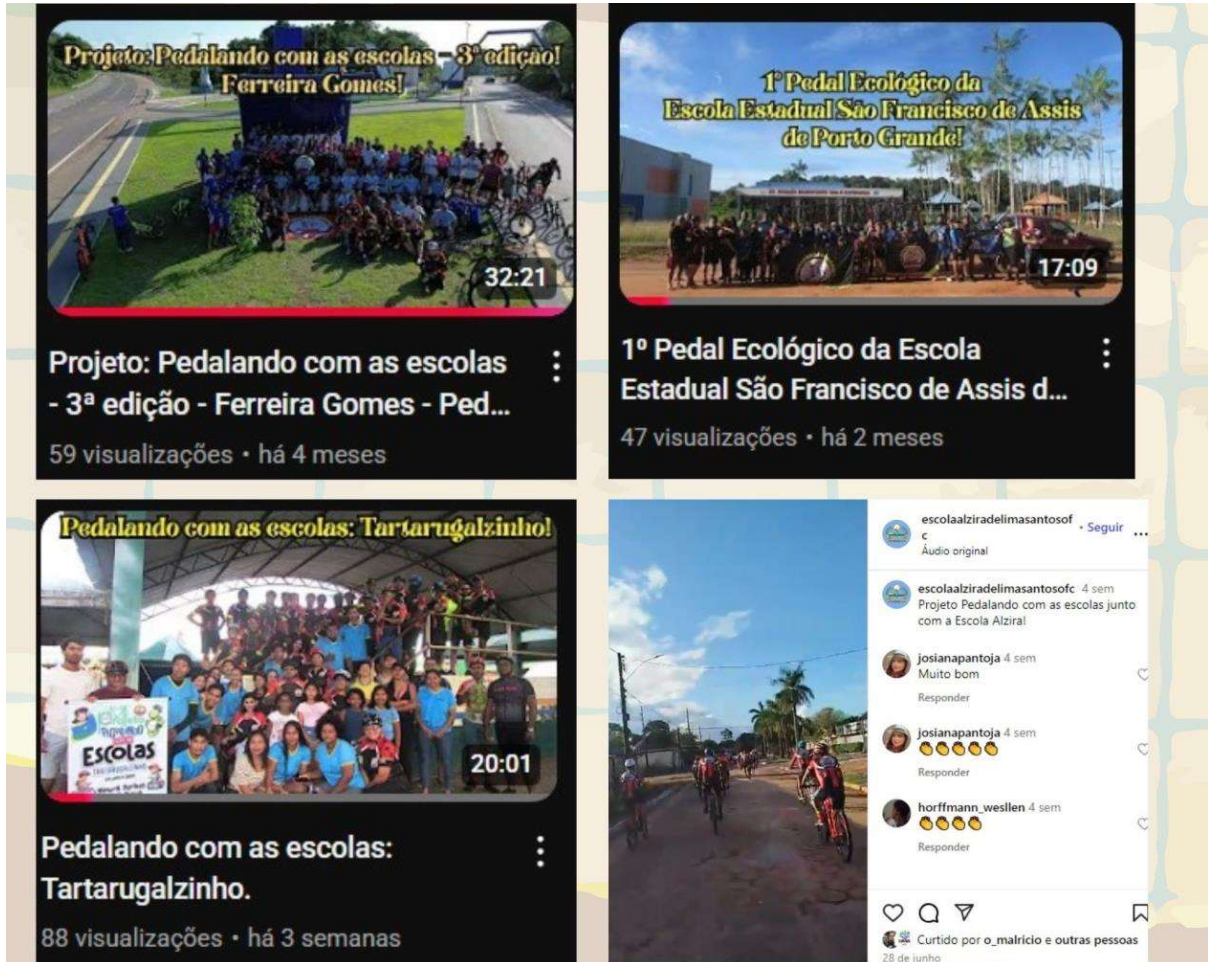 Projeto: Pedalando com as escolas - 3ª edição!
Ferreira Gomes!
32:21
Projeto: Pedalando com as escolas
- 3ª edição - Ferreira Gomes - Ped...
59 visualizações • há 4 meses
1º Pedal Ecológico da
Escola Estadual São Francisco de Assis
de Porto Grande!
17:09
1º Pedal Ecológico da Escola
Estadual São Francisco de Assis d...
47 visualizações • há 2 meses
Pedalando com as escolas: Tartarugalzinho!
ESCOLAS
20:01
Pedalando com as escolas:
Tartarugalzinho.
88 visualizações • há 3 semanas
escolaalziradelimasantosof
c
• Seguir
Áudio original
escolaalziradelimasantosofc 4 sem
Projeto Pedalando com as escolas junto
com a Escola Alzira!
josianapantoja 4 sem
Muito bom
Responder
josianapantoja 4 sem
👏👏👏👏👏
Responder
horffmann_wesllen 4 sem
👏👏👏👏
Responder
Curtido por o_malricio e outras pessoas
28 de junho